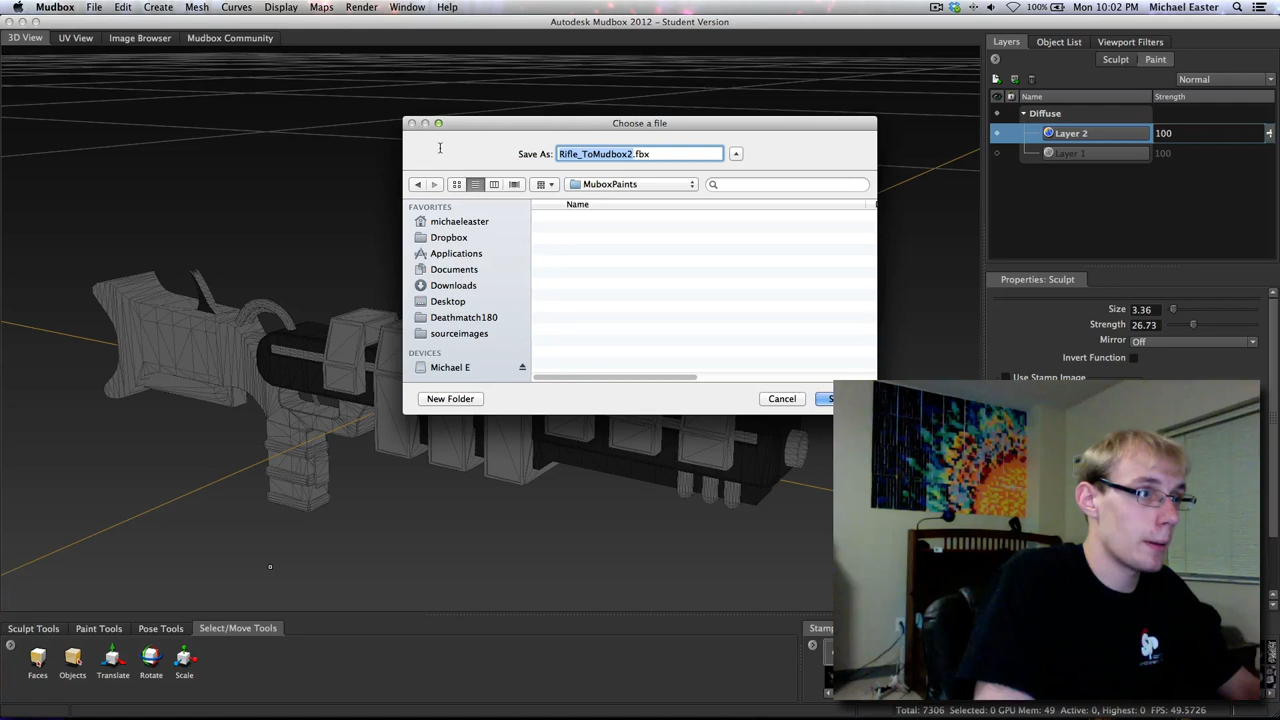 Mudbox File Edit Create Mesh Curves Maps Display Render Window Help 100% Mon 10:02 PM Michael Easter
Autodesk Mudbox 2012 – Student Version
3D View UV View Image Browser Mudbox Community
Layers Object List Viewport Filters
Sculpt Paint
Normal
Name Strength
Diffuse
Layer 2 100
Layer 1 100
Choose a file
Save As: Rifle_ToMudbox2.fbx
MuboxPaints
Name
FAVORITES
michaeleaster
Dropbox
Applications
Documents
Downloads
Desktop
Deathmatch180
sourceimages
DEVICES
Michael E
New Folder Cancel
Properties: Sculpt
Size 3.36
Strength 26.73
Mirror Off
Invert Function
Use Stamp Image
Sculpt Tools Paint Tools Pose Tools Select/Move Tools
Faces Objects Translate Rotate Scale
SP
Total: 7306 Selected: 0 GPU Mem: 49 Active: 0, Highest: 0 FPS: 49.5726